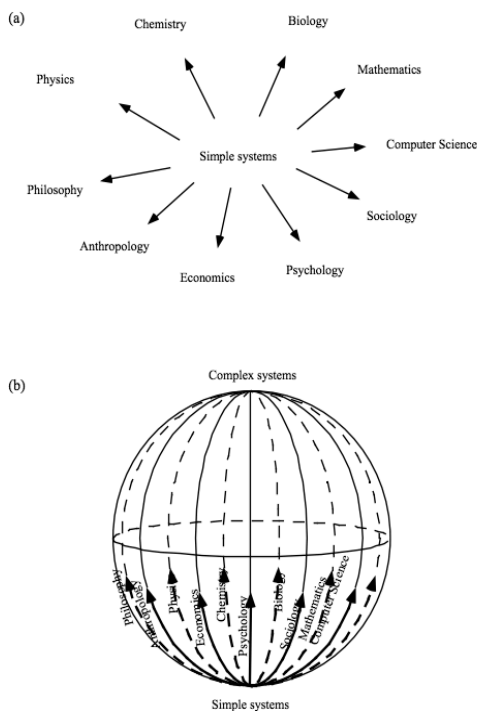 (a)
Chemistry
Biology
Physics
Mathematics
Simple systems
Computer Science
Philosophy
Sociology
Anthropology
Economics
Psychology
(b)
Complex systems
Philosophy
Anthropology
Economics
Chemistry
Psychology
Biology
Sociology
Mathematics
Computer Science
Simple systems